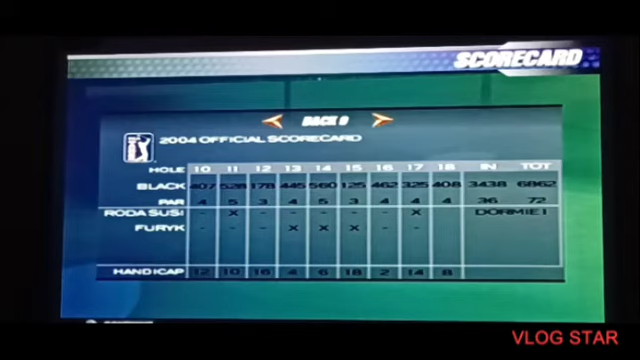 SCORECARD
BACK 9
2004 OFFICIAL SCORECARD
HOLE 10 11 12 13 14 15 16 17 18 IN TOT
BLACK 407 528 178 445 560 125 462 325 408 3438 6862
PAR 4 5 3 4 5 3 4 4 4 36 72
RODA SUSI - X - - - - - X DORMIE 1
FURYK - - - X X X - -
HANDICAP 12 10 16 4 6 18 2 14 8
VLOG STAR